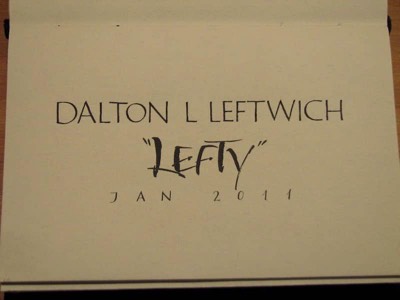 DALTON L LEFTWICH
"LEFTY"
JAN 2011